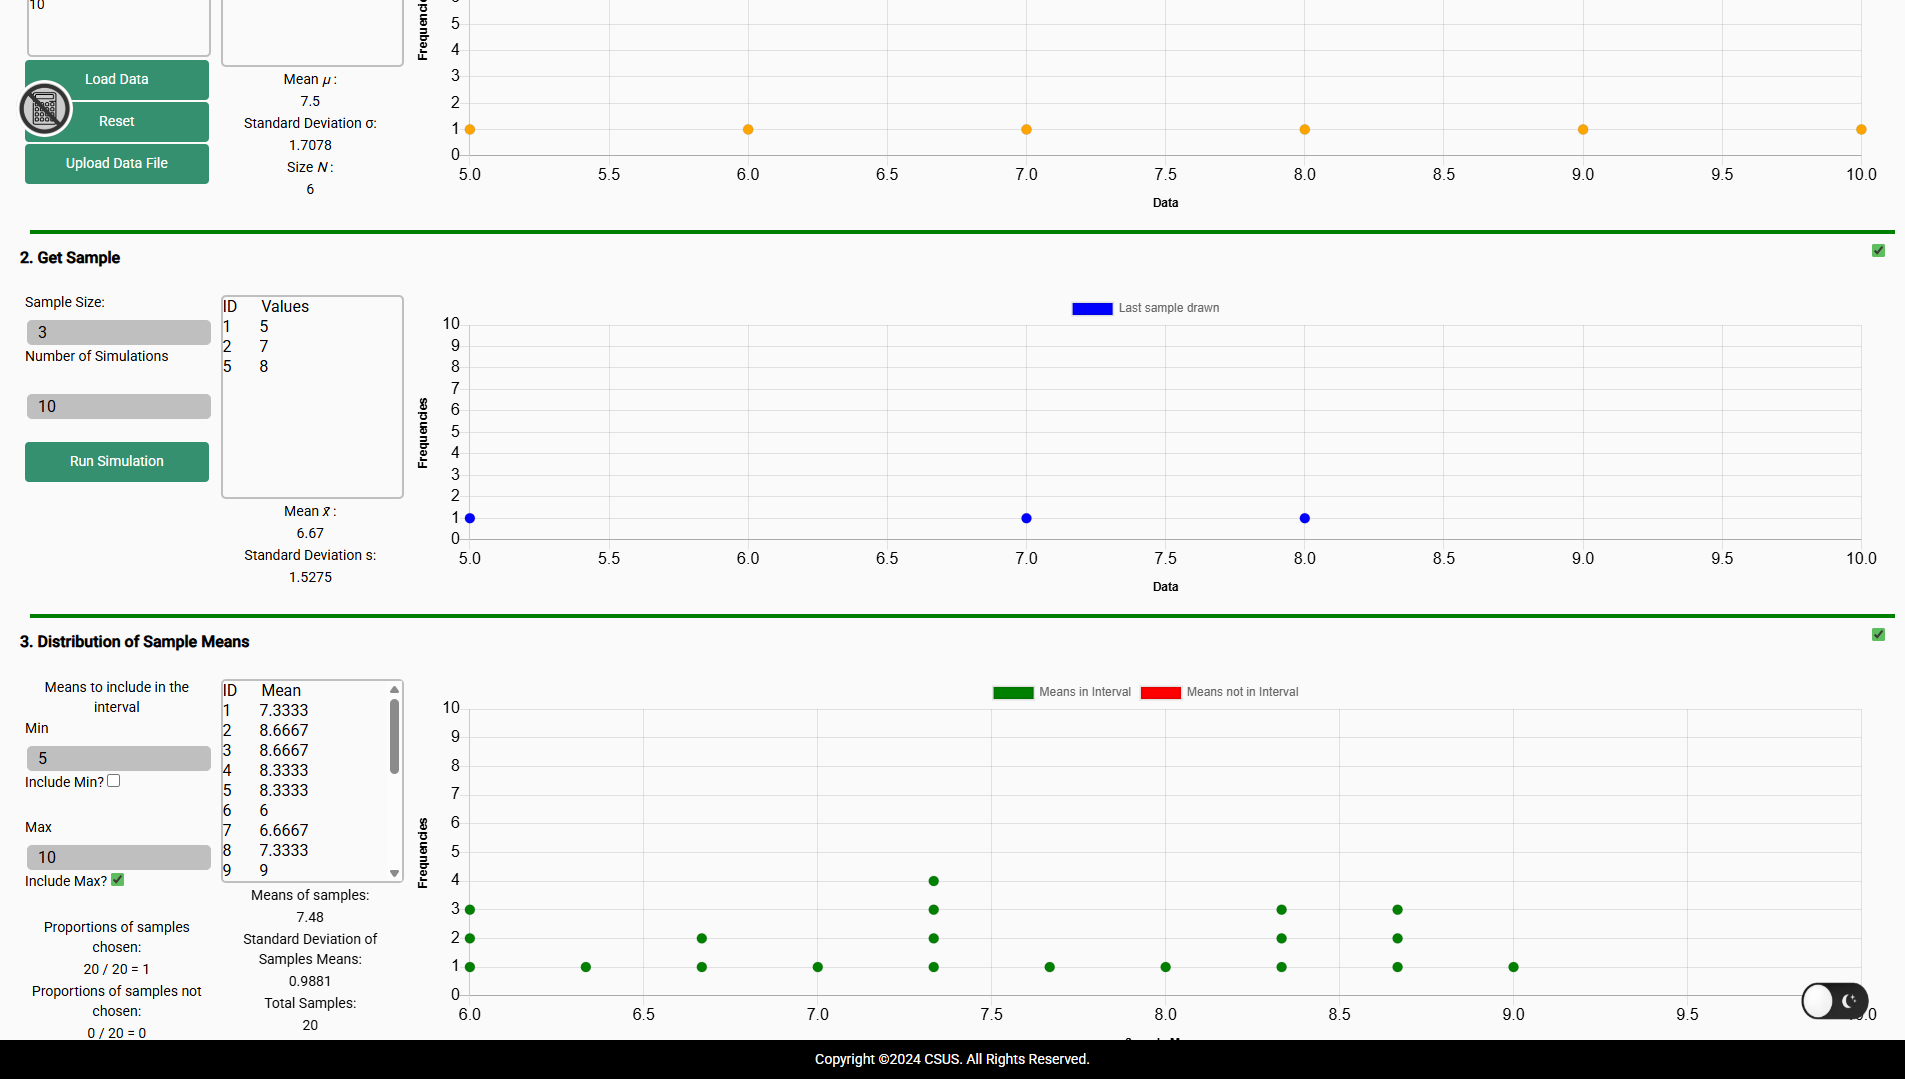 10
Load Data
Reset
Upload Data File
Mean μ :
7.5
Standard Deviation σ:
1.7078
Size N :
6
5
4
3
2
1
0
5.0 5.5 6.0 6.5 7.0 7.5 8.0 8.5 9.0 9.5 10.0
Data
2. Get Sample
Sample Size:
3
Number of Simulations
10
Run Simulation
ID Values
1 5
2 7
5 8
Mean x̄ :
6.67
Standard Deviation s:
1.5275
Last sample drawn
Frequencies
10
9
8
7
6
5
4
3
2
1
0
5.0 5.5 6.0 6.5 7.0 7.5 8.0 8.5 9.0 9.5 10.0
Data
3. Distribution of Sample Means
Means to include in the
interval
Min
5
Include Min?
Max
10
Include Max?
Proportions of samples
chosen:
20 / 20 = 1
Proportions of samples not
chosen:
0 / 20 = 0
ID Mean
1 7.3333
2 8.6667
3 8.6667
4 8.3333
5 8.3333
6 6
7 6.6667
8 7.3333
9 9
Means of samples:
7.48
Standard Deviation of
Samples Means:
0.9881
Total Samples:
20
Means in Interval Means not in Interval
Frequencies
10
9
8
7
6
5
4
3
2
1
0
6.0 6.5 7.0 7.5 8.0 8.5 9.0 9.5
Copyright ©2024 CSUS. All Rights Reserved.